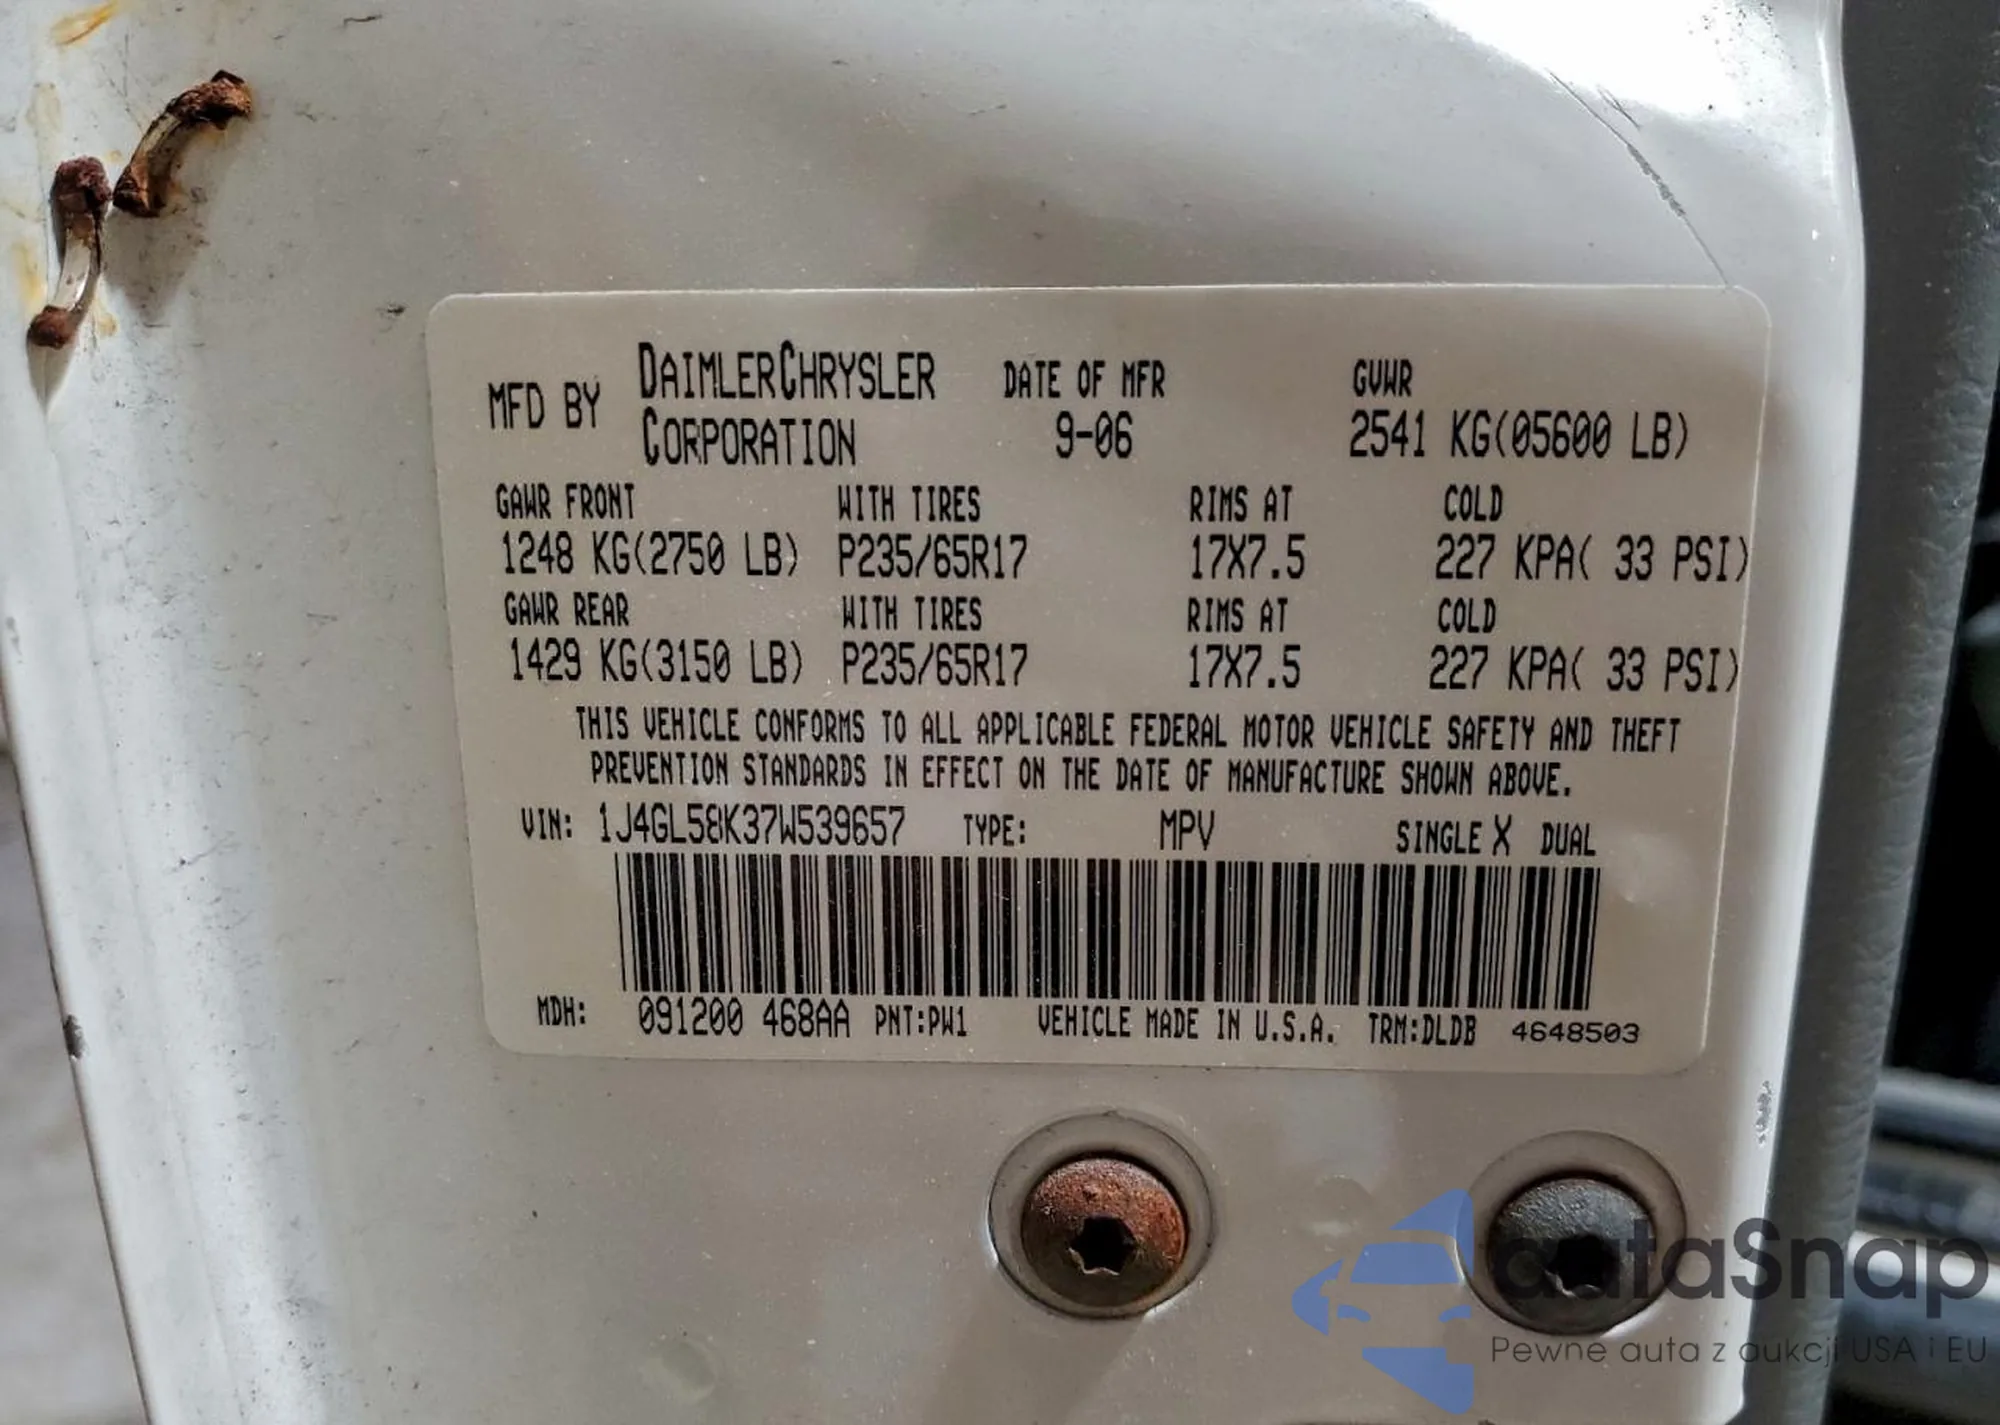 MFD BY DAIMLERCHRYSLER CORPORATION DATE OF MFR 9-06 GVWR 2541 KG(05600 LB)
GAWR FRONT WITH TIRES RIMS AT COLD
1248 KG(2750 LB) P235/65R17 17X7.5 227 KPA( 33 PSI)
GAWR REAR WITH TIRES RIMS AT COLD
1429 KG(3150 LB) P235/65R17 17X7.5 227 KPA( 33 PSI)
THIS VEHICLE CONFORMS TO ALL APPLICABLE FEDERAL MOTOR VEHICLE SAFETY AND THEFT
PREVENTION STANDARDS IN EFFECT ON THE DATE OF MANUFACTURE SHOWN ABOVE.
VIN: 1J4GL58K37W539657 TYPE: MPV SINGLE X DUAL
MDH: 091200 468AA PNT:PW1 VEHICLE MADE IN U.S.A. TRM:DLDB 4648503
autaSnap
Pewne auta z aukcji USA i EU